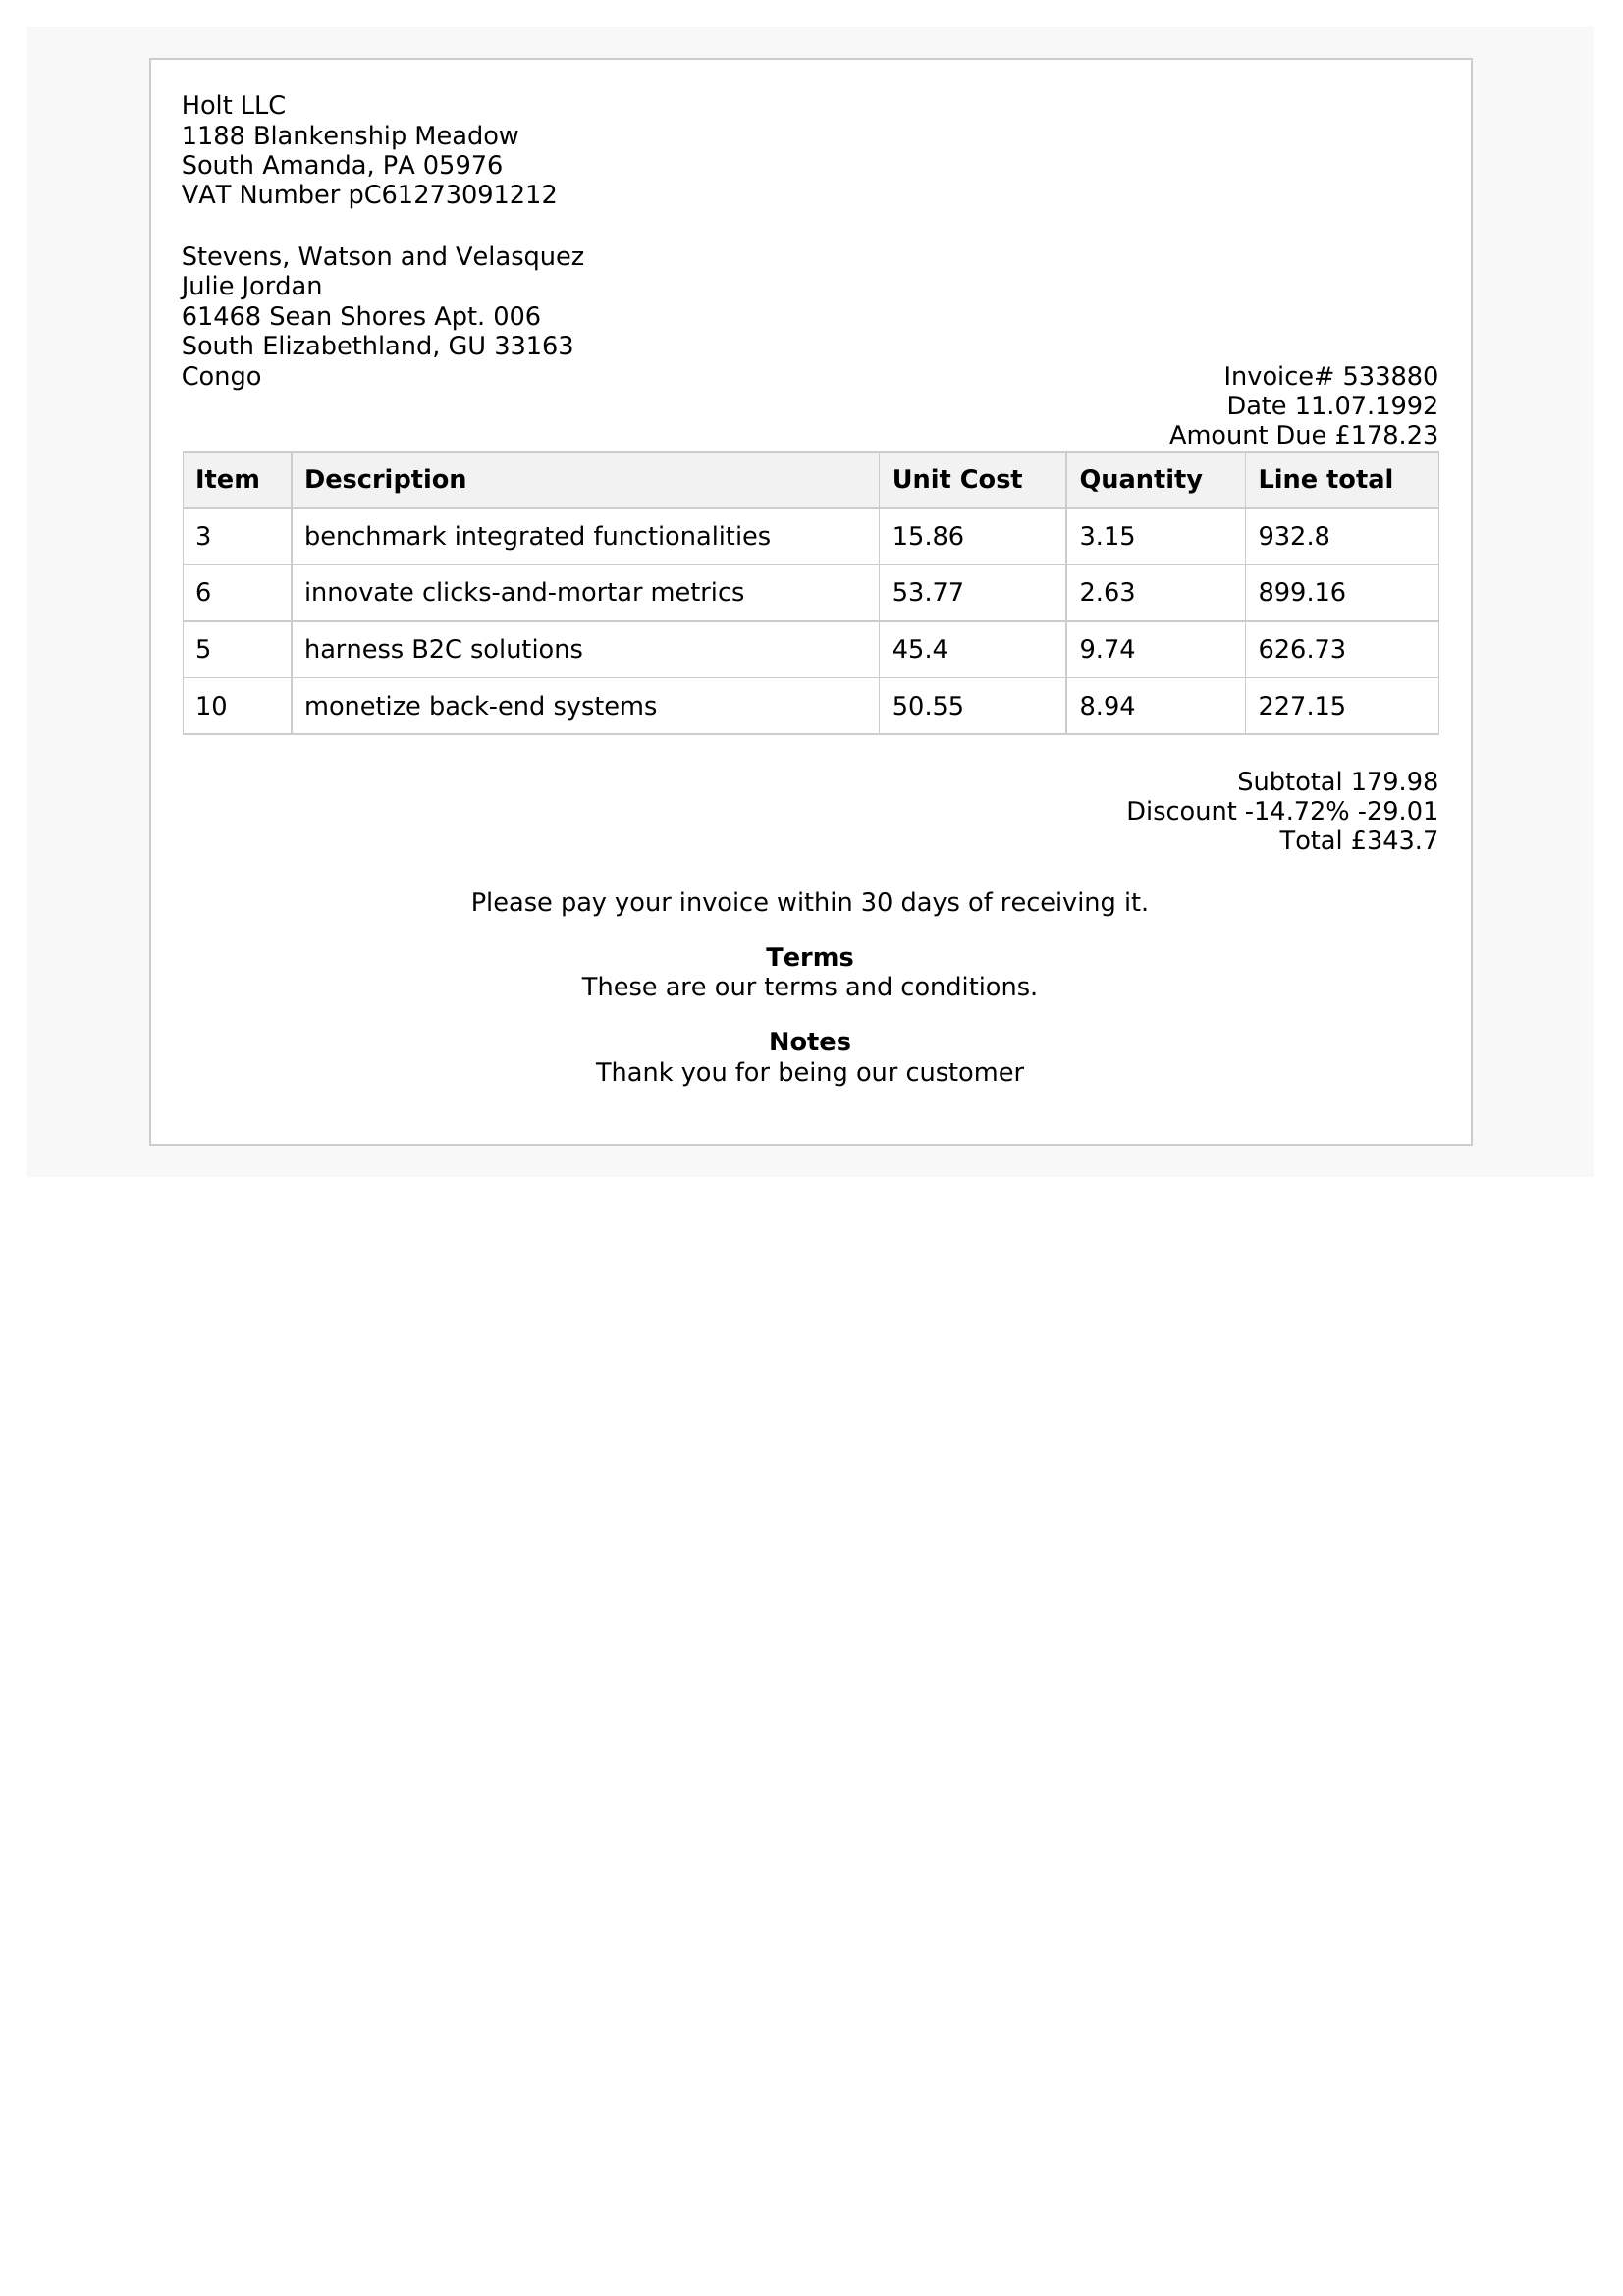 Holt LLC
1188 Blankenship Meadow
South Amanda, PA 05976
VAT Number pC61273091212
Stevens, Watson and Velasquez
Julie Jordan
61468 Sean Shores Apt. 006
South Elizabethland, GU 33163
Congo
Invoice# 533880
Date 11.07.1992
Amount Due £178.23
Item Description Unit Cost Quantity Line total
3 benchmark integrated functionalities 15.86 3.15 932.8
6 innovate clicks-and-mortar metrics 53.77 2.63 899.16
5 harness B2C solutions 45.4 9.74 626.73
10 monetize back-end systems 50.55 8.94 227.15
Subtotal 179.98
Discount -14.72% -29.01
Total £343.7
Please pay your invoice within 30 days of receiving it.
Terms
These are our terms and conditions.
Notes
Thank you for being our customer